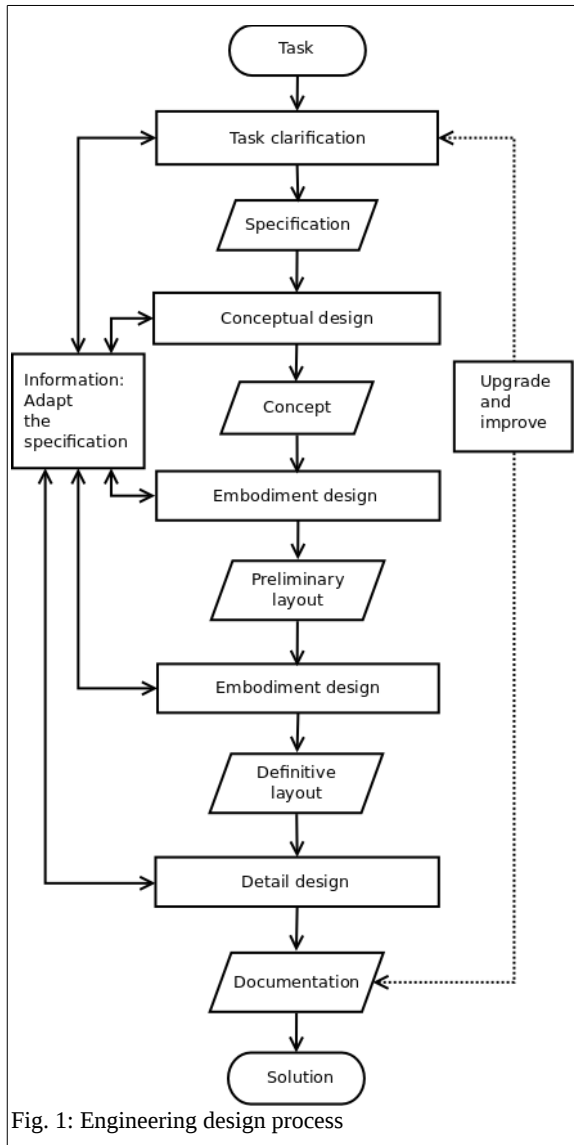 Task
Task clarification
Specification
Conceptual design
Information:
Adapt
the
specification
Concept
Upgrade
and
improve
Embodiment design
Preliminary
layout
Embodiment design
Definitive
layout
Detail design
Documentation
Solution
Fig. 1: Engineering design process